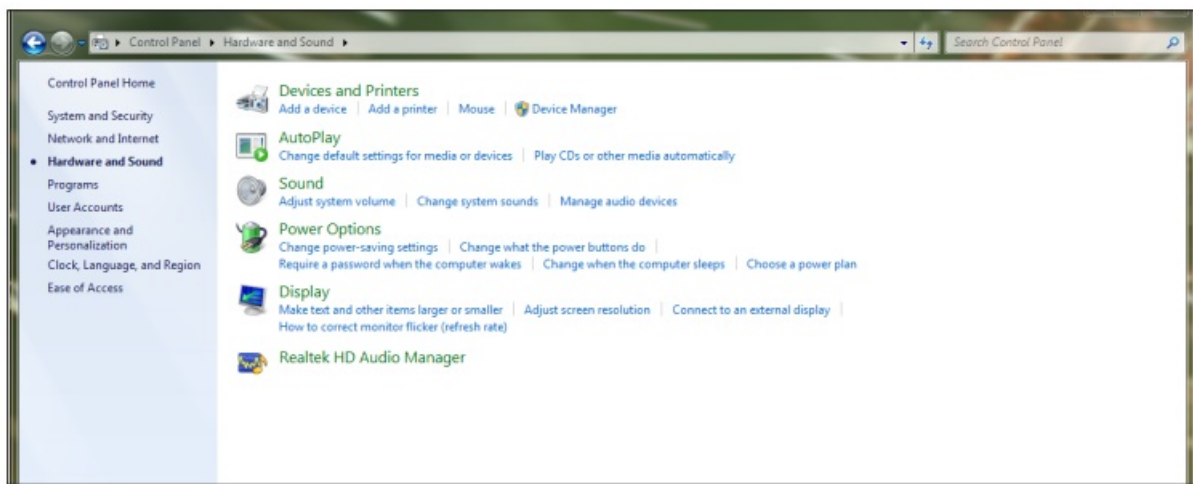 Control Panel Hardware and Sound
Search Control Panel
Control Panel Home
System and Security
Network and Internet
Hardware and Sound
Programs
User Accounts
Appearance and
Personalization
Clock, Language, and Region
Ease of Access
Devices and Printers
Add a device Add a printer Mouse Device Manager
AutoPlay
Change default settings for media or devices Play CDs or other media automatically
Sound
Adjust system volume Change system sounds Manage audio devices
Power Options
Change power-saving settings Change what the power buttons do
Require a password when the computer wakes Change when the computer sleeps Choose a power plan
Display
Make text and other items larger or smaller Adjust screen resolution Connect to an external display
How to correct monitor flicker (refresh rate)
Realtek HD Audio Manager